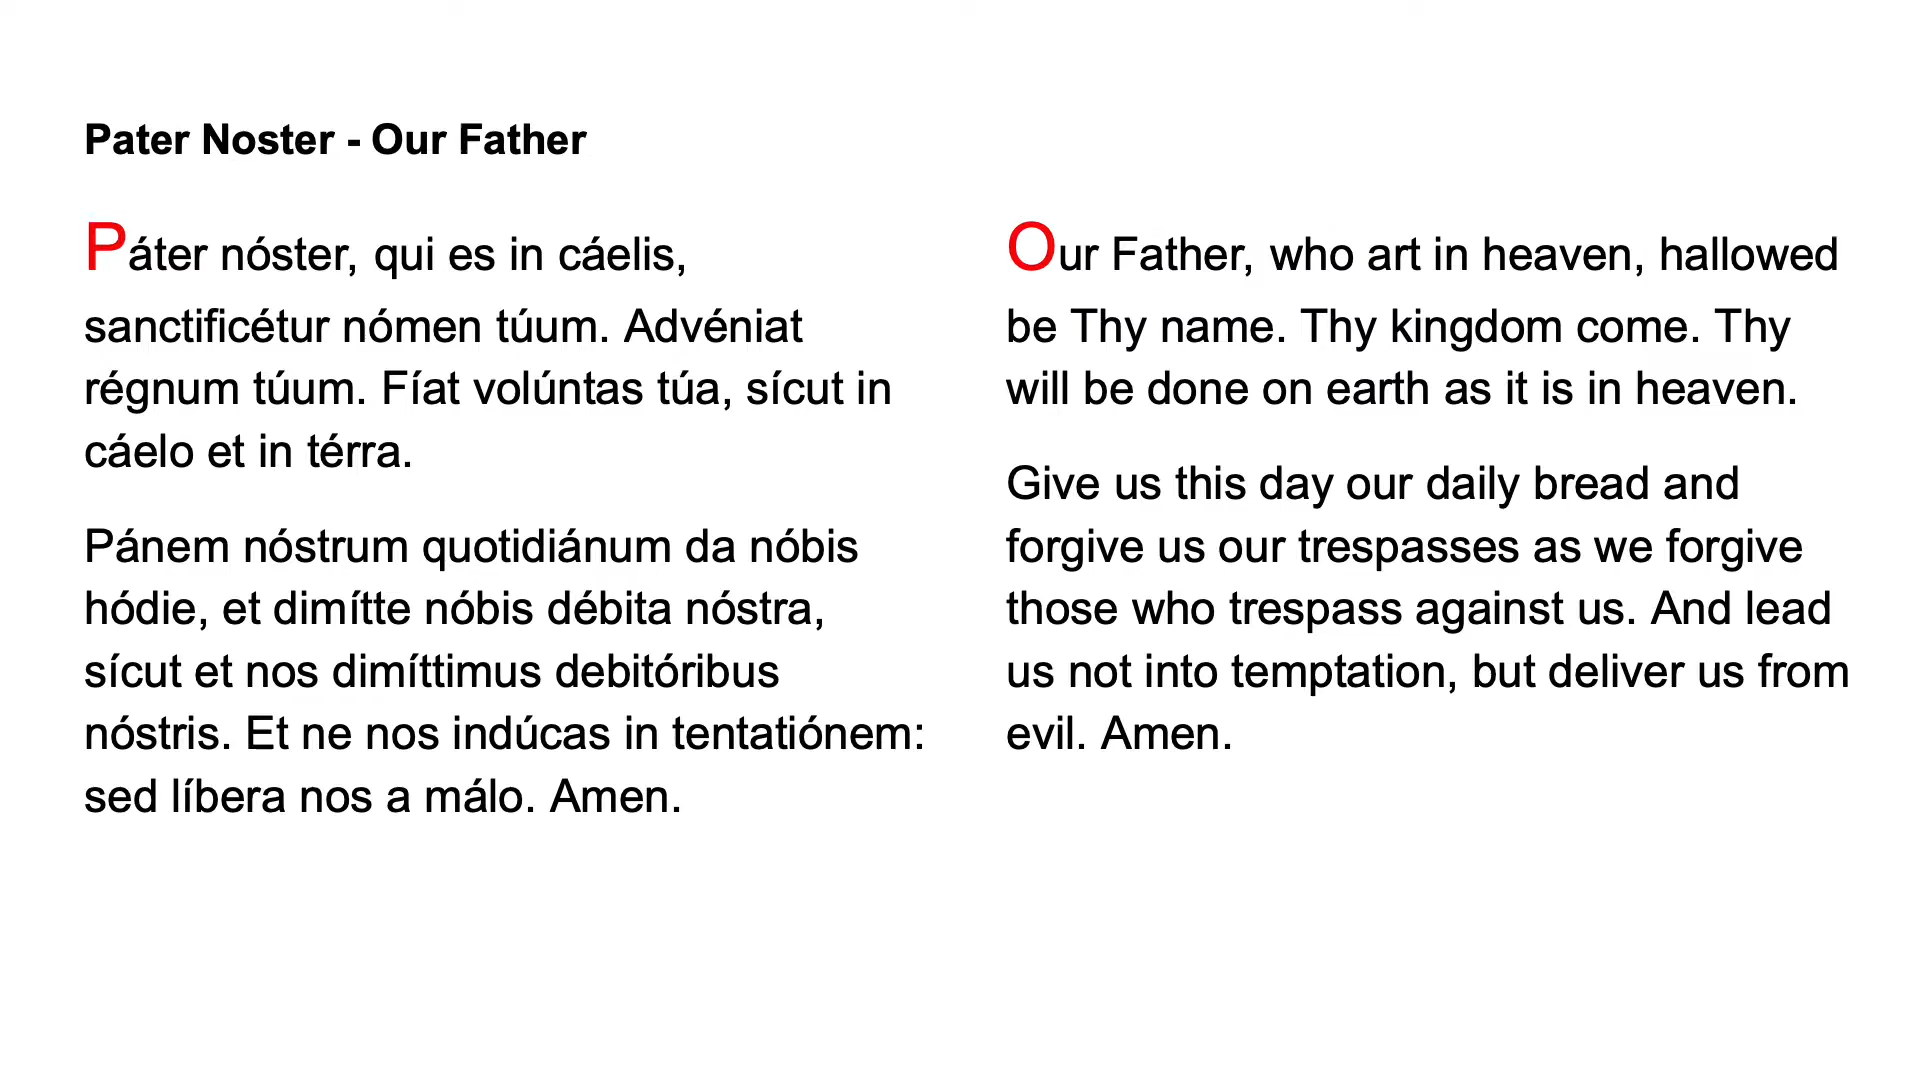 Pater Noster - Our Father
Páter nóster, qui es in cáelis,
sanctificétur nómen túum. Advéniat
régnum túum. Fíat volúntas túa, sícut in
cáelo et in térra.
Pánem nóstrum quotidiánum da nóbis
hódie, et dimítte nóbis débita nóstra,
sícut et nos dimíttimus debitóribus
nóstris. Et ne nos indúcas in tentatiónem:
sed líbera nos a málo. Amen.
Our Father, who art in heaven, hallowed
be Thy name. Thy kingdom come. Thy
will be done on earth as it is in heaven.
Give us this day our daily bread and
forgive us our trespasses as we forgive
those who trespass against us. And lead
us not into temptation, but deliver us from
evil. Amen.